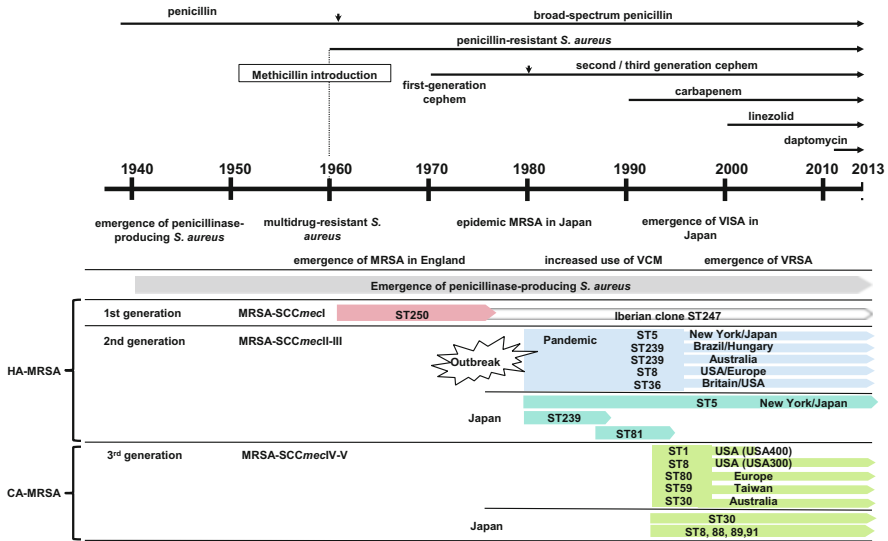 penicillin
broad-spectrum penicillin
penicillin-resistant S. aureus
Methicillin introduction
second / third generation cephem
first-generation
cephem
carbapenem
linezolid
daptomycin
1940 1950 1960 1970 1980 1990 2000 2010 2013
emergence of penicillinase-
producing S. aureus
multidrug-resistant S.
aureus
epidemic MRSA in Japan
emergence of VISA in
Japan
emergence of MRSA in England
increased use of VCM
emergence of VRSA
Emergence of penicillinase-producing S. aureus
HA-MRSA
1st generation MRSA-SCCmecI ST250 Iberian clone ST247
2nd generation MRSA-SCCmecII-III
Outbreak
Pandemic
ST5 New York/Japan
ST239 Brazil/Hungary
ST239 Australia
ST8 USA/Europe
ST36 Britain/USA
Japan
ST5 New York/Japan
ST239
ST81
CA-MRSA
3rd generation MRSA-SCCmecIV-V
ST1 USA (USA400)
ST8 USA (USA300)
ST80 Europe
ST59 Taiwan
ST30 Australia
Japan
ST30
ST8, 88, 89,91